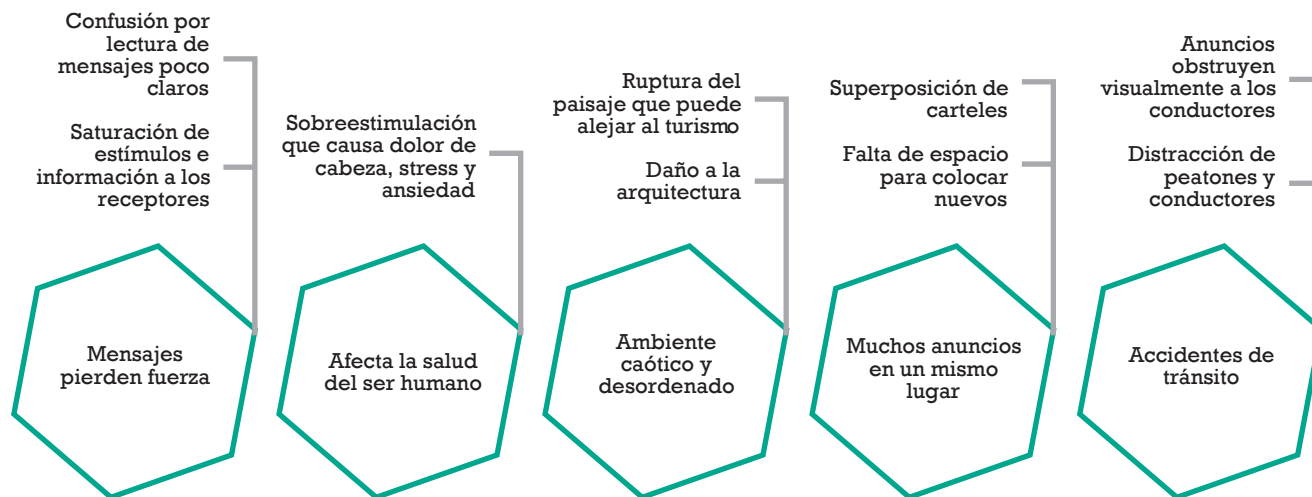 Confusión por
lectura de
mensajes poco
claros
Saturación de
estímulos e
información a los
receptores
Mensajes
pierden fuerza
Sobreestimulación
que causa dolor de
cabeza, stress y
ansiedad
Afecta la salud
del ser humano
Ruptura del
paisaje que puede
alejar al turismo
Daño a la
arquitectura
Ambiente
caótico y
desordenado
Superposición de
carteles
Falta de espacio
para colocar
nuevos
Muchos anuncios
en un mismo
lugar
Anuncios
obstruyen
visualmente a los
conductores
Distracción de
peatones y
conductores
Accidentes de
tránsito